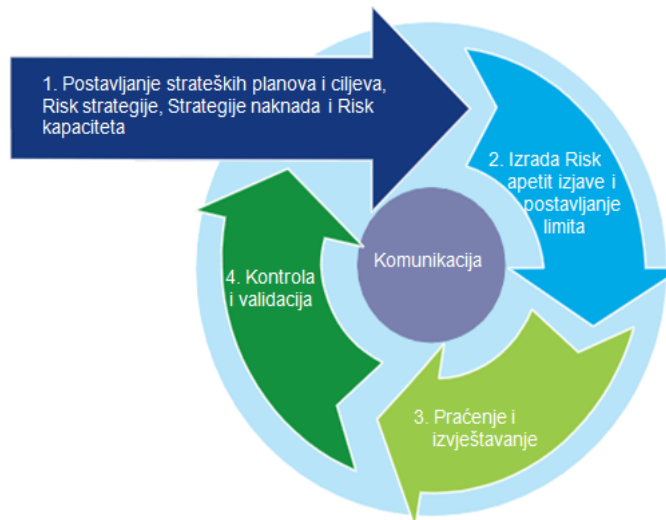 1. Postavljanje strateških planova i ciljeva,
Risk strategije, Strategije naknada i Risk
kapaciteta
2. Izrada Risk
apetit izjave i
postavljanje
limita
Komunikacija
3. Praćenje i
izvještavanje
4. Kontrola
i validacija